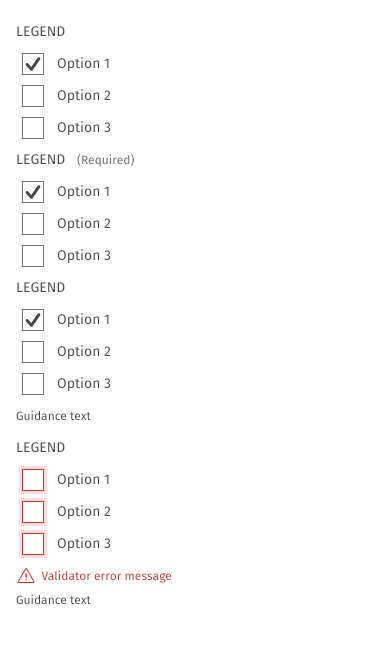 LEGEND
Option 1
Option 2
Option 3
LEGEND (Required)
Option 1
Option 2
Option 3
LEGEND
Option 1
Option 2
Option 3
Guidance text
LEGEND
Option 1
Option 2
Option 3
Validator error message
Guidance text